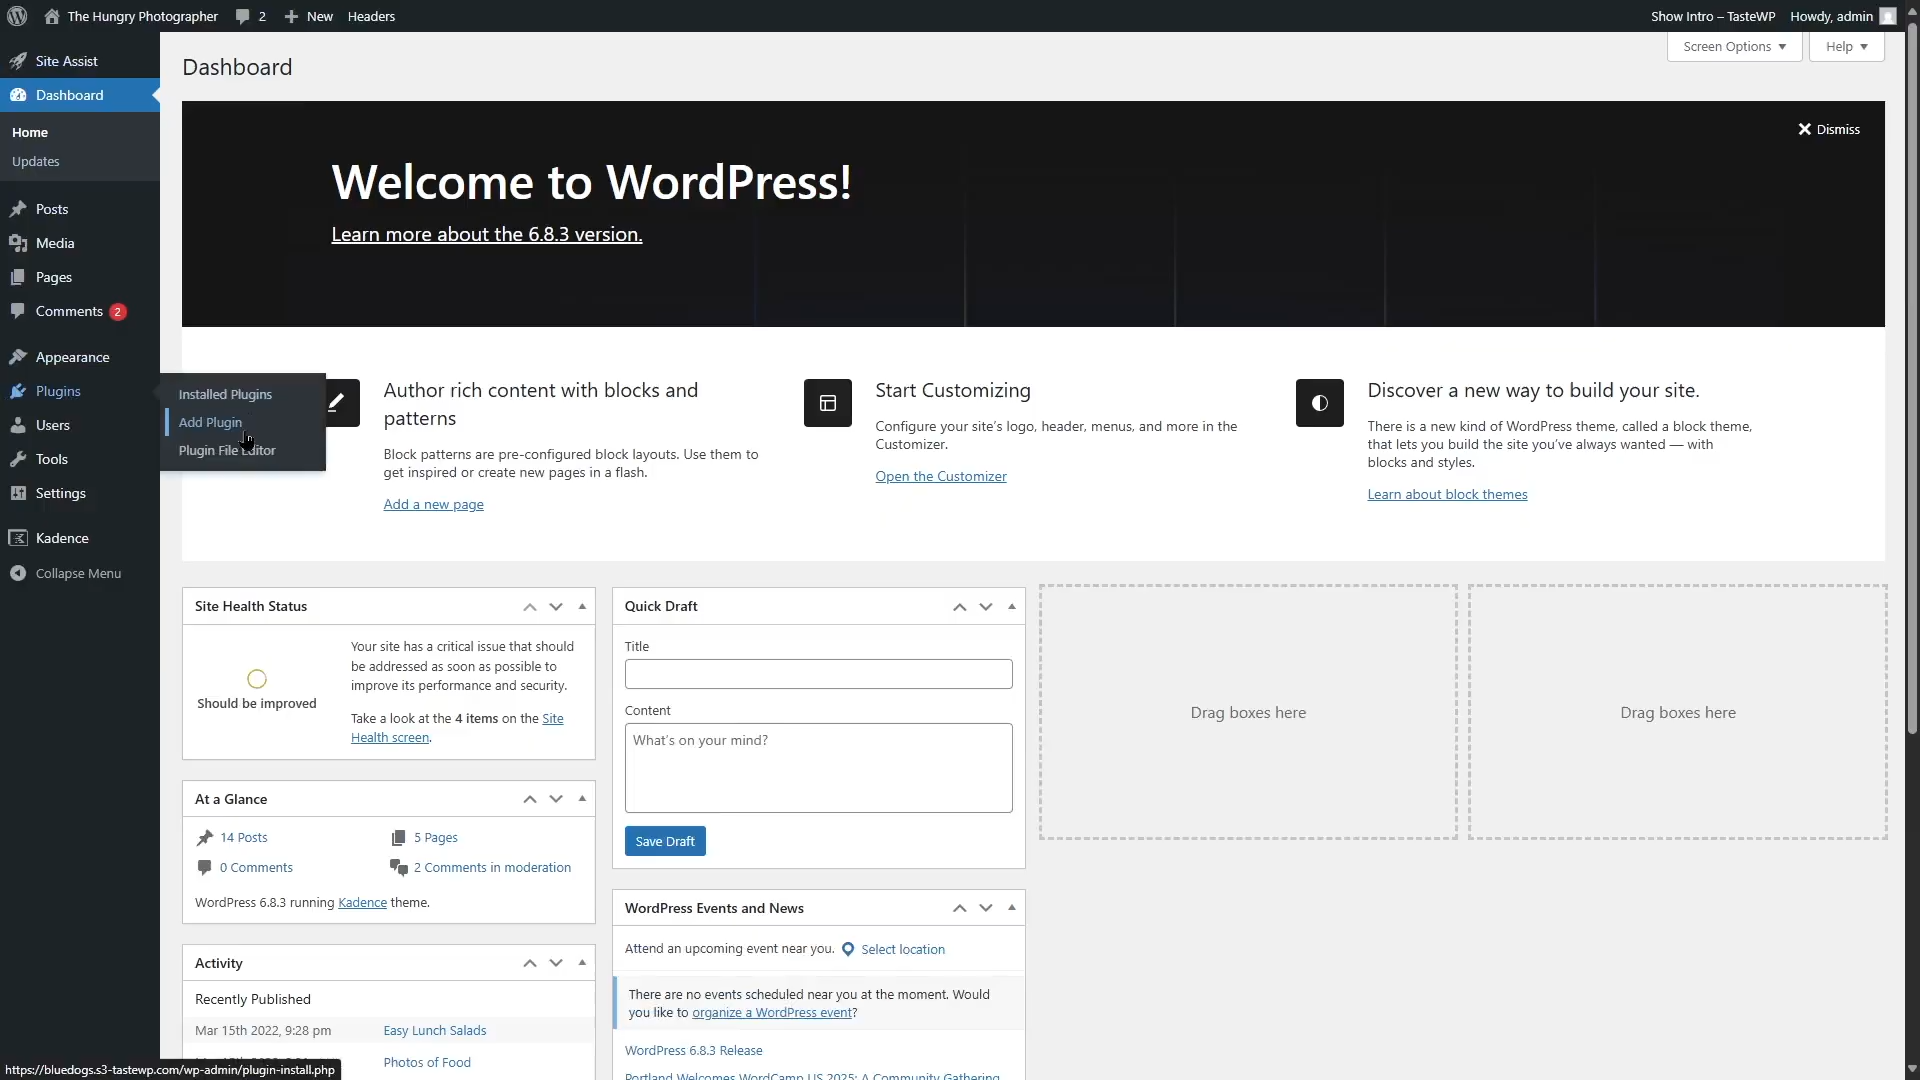 The Hungry Photographer
2
New
Headers
Show Intro – TasteWP
Howdy, admin
Screen Options
Help
Site Assist
Dashboard
Home
Updates
Posts
Media
Pages
Comments 2
Appearance
Plugins
Users
Tools
Settings
Kadence
Collapse Menu
Installed Plugins
Add Plugin
Plugin File Editor
Dashboard
Dismiss
Welcome to WordPress!
Learn more about the 6.8.3 version.
Author rich content with blocks and
patterns
Block patterns are pre-configured block layouts. Use them to
get inspired or create new pages in a flash.
Add a new page
Start Customizing
Configure your site’s logo, header, menus, and more in the
Customizer.
Open the Customizer
Discover a new way to build your site.
There is a new kind of WordPress theme, called a block theme,
that lets you build the site you’ve always wanted — with
blocks and styles.
Learn about block themes
Site Health Status
Should be improved
Your site has a critical issue that should
be addressed as soon as possible to
improve its performance and security.
Take a look at the 4 items on the Site
Health screen.
At a Glance
14 Posts
5 Pages
0 Comments
2 Comments in moderation
WordPress 6.8.3 running Kadence theme.
Activity
Recently Published
Mar 15th 2022, 9:28 pm
Easy Lunch Salads
Photos of Food
Quick Draft
Title
Content
What’s on your mind?
Save Draft
WordPress Events and News
Attend an upcoming event near you.
Select location
There are no events scheduled near you at the moment. Would
you like to organize a WordPress event?
WordPress 6.8.3 Release
Portland Welcomes WordCamp US 2025: A Community Gathering
Drag boxes here
Drag boxes here
https://bluedogs.s3-tastewp.com/wp-admin/plugin-install.php